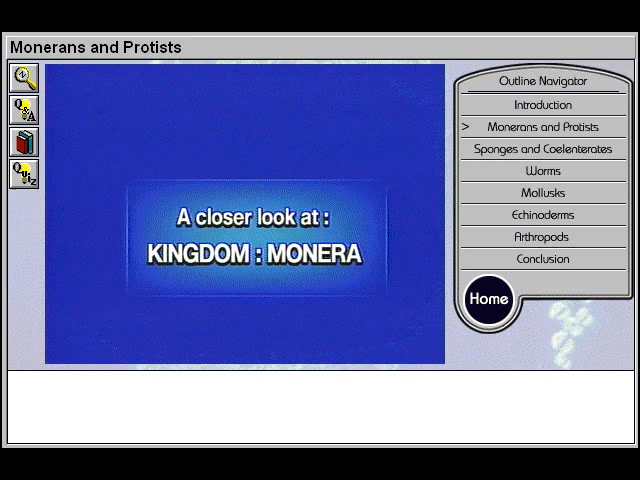 Monerans and Protists
Q&A
Quiz
A closer look at :
KINGDOM : MONERA
Outline Navigator
Introduction
> Monerans and Protists
Sponges and Coelenterates
Worms
Mollusks
Echinoderms
Arthropods
Conclusion
Home